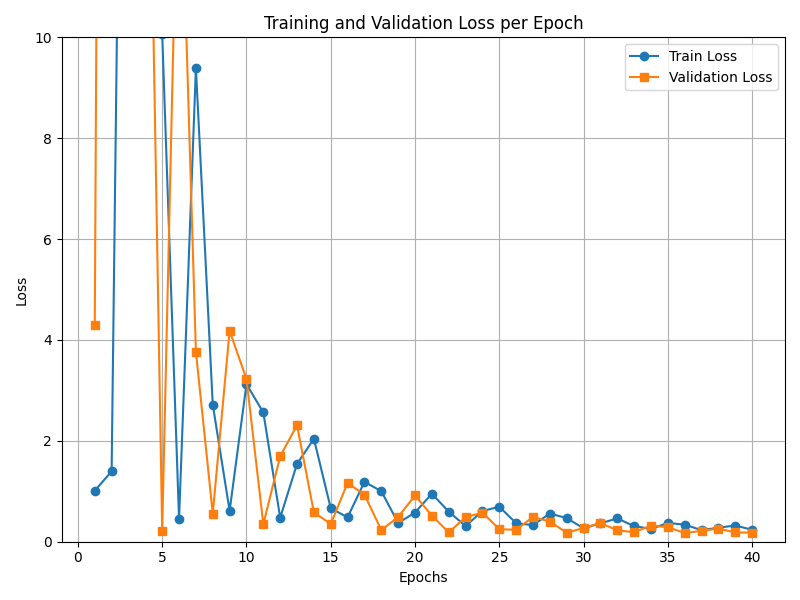 Training and Validation Loss per Epoch
Train Loss
Validation Loss
10
8
6
4
2
0
Loss
0 5 10 15 20 25 30 35 40
Epochs